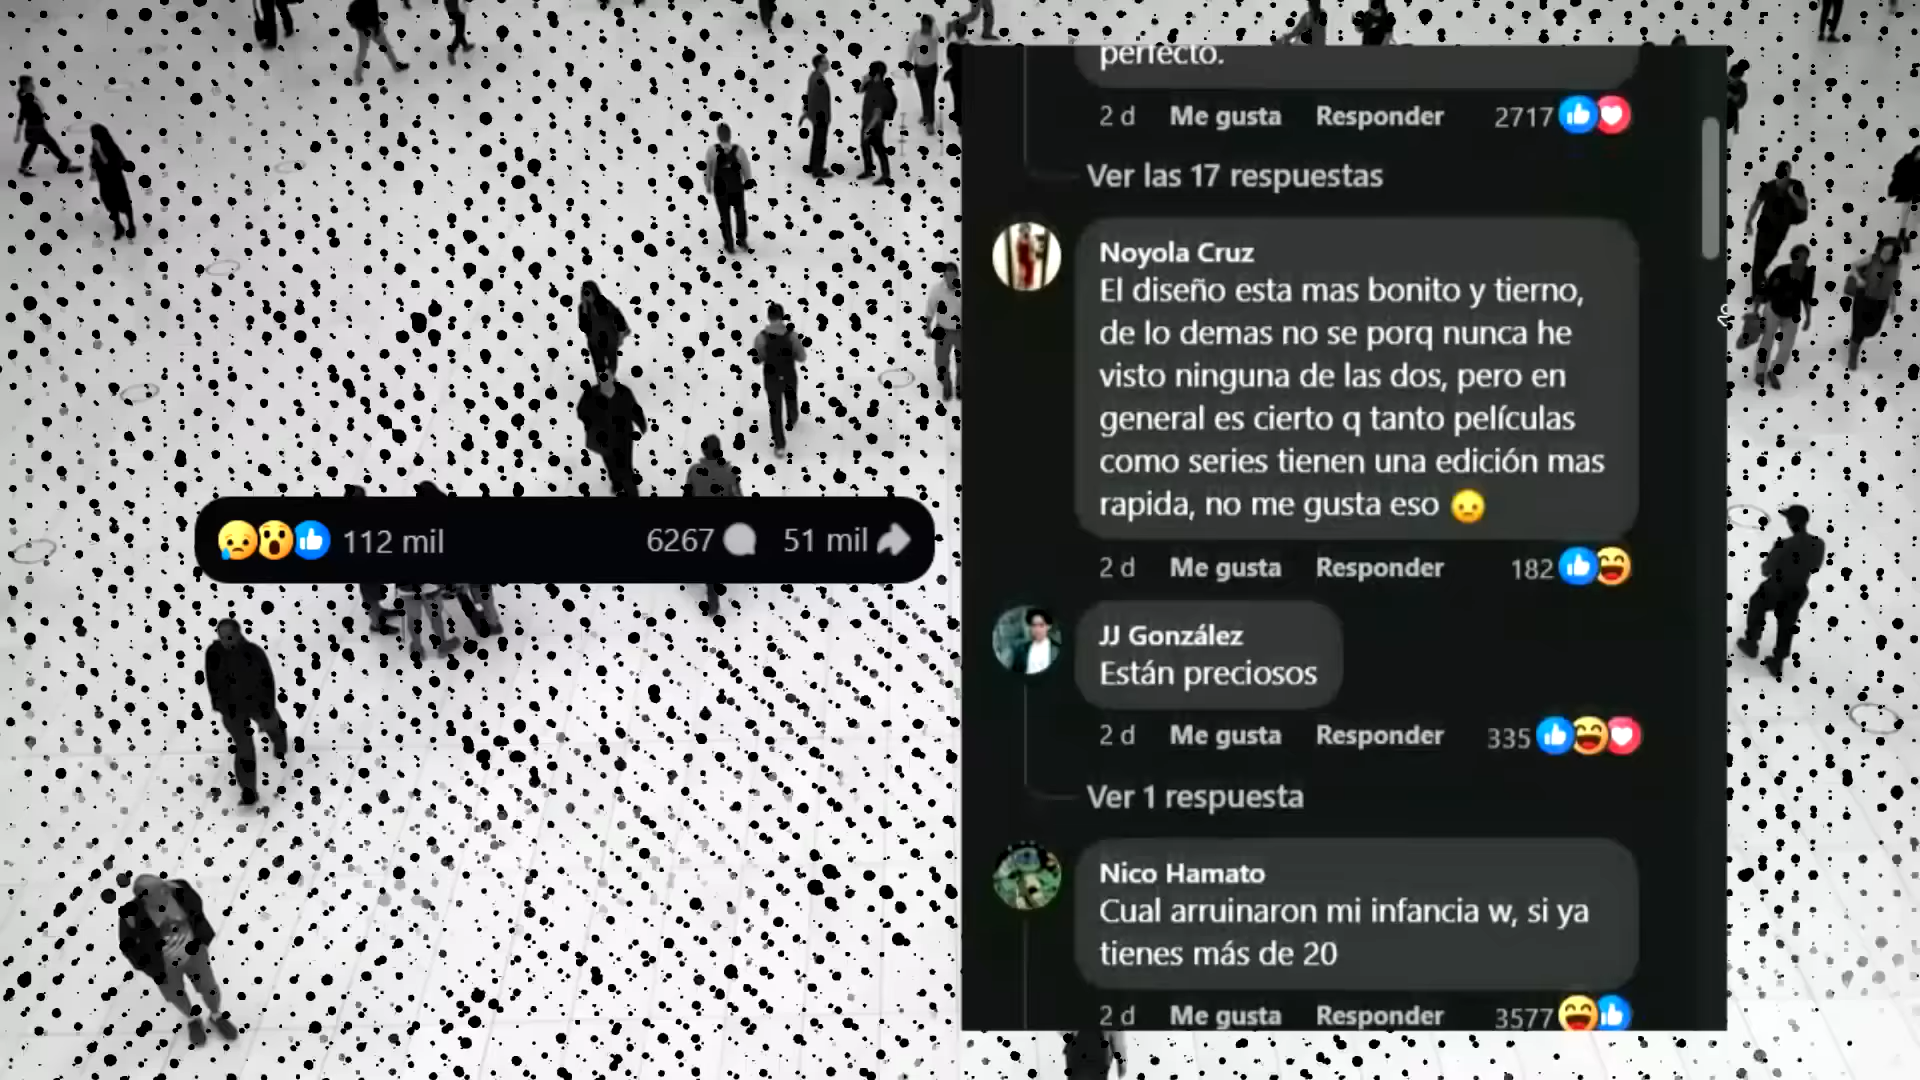 112 mil 6267 51 mil
perfecto.
2 d Me gusta Responder 2717
Ver las 17 respuestas
Noyola Cruz
El diseño esta mas bonito y tierno,
de lo demas no se porq nunca he
visto ninguna de las dos, pero en
general es cierto q tanto películas
como series tienen una edición mas
rapida, no me gusta eso 😟
2 d Me gusta Responder 182
JJ González
Están preciosos
2 d Me gusta Responder 335
Ver 1 respuesta
Nico Hamato
Cual arruinaron mi infancia w, si ya
tienes más de 20
2 d Me gusta Responder 3577